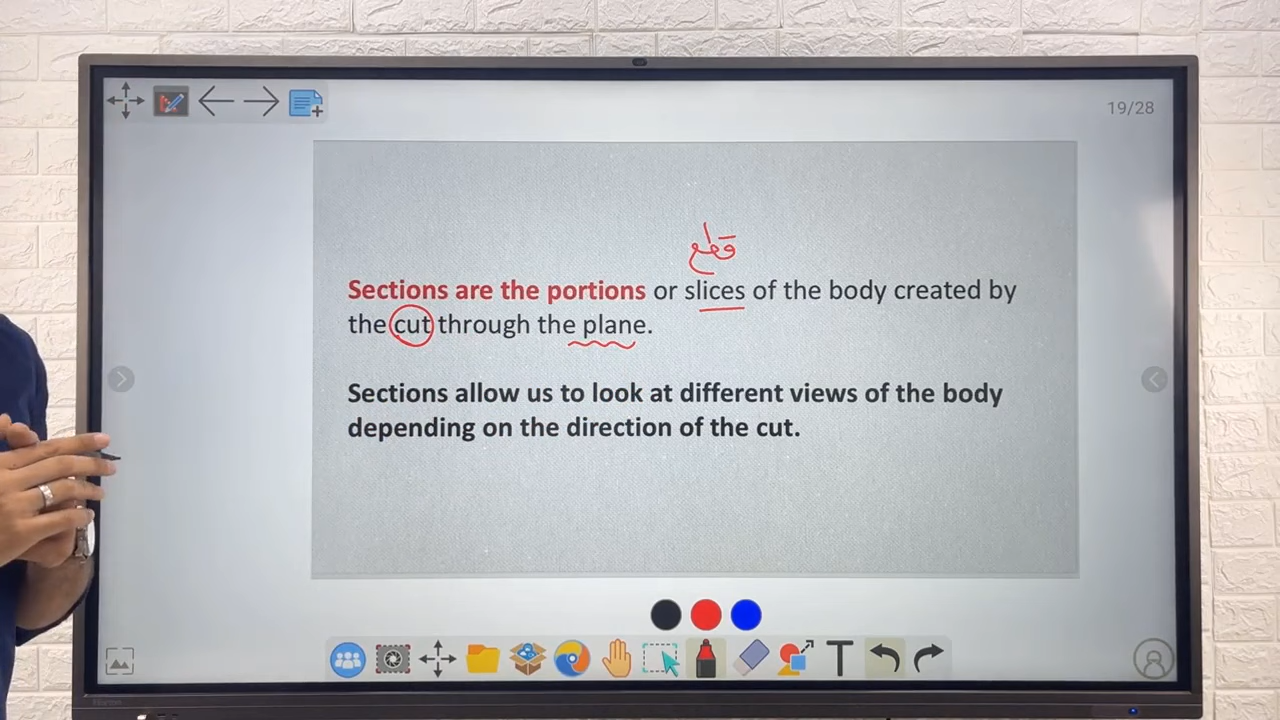 19/28
قطع
Sections are the portions or slices of the body created by
the cut through the plane.
Sections allow us to look at different views of the body
depending on the direction of the cut.
T